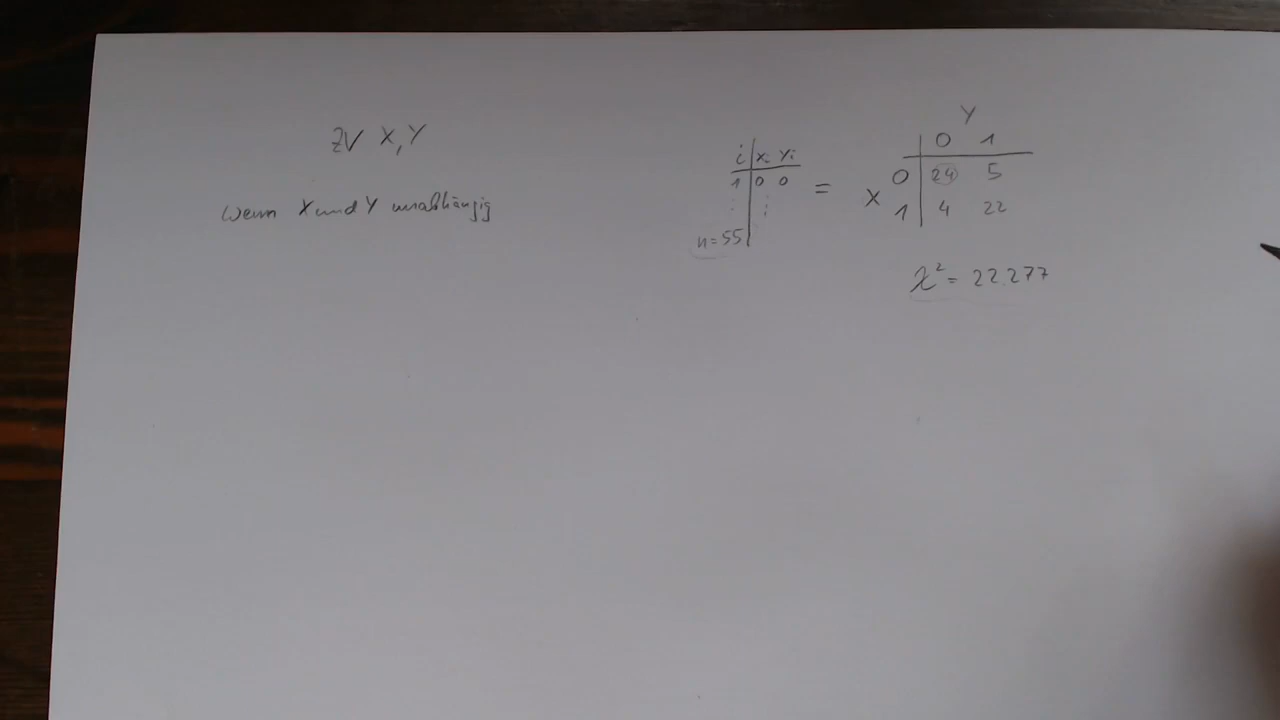 ZV X, Y
Wenn X und Y unabhängig
i xi yi
1 0 0
n = 55
=
Y
0 1
X
0 24 5
1 4 22
χ² = 22.277